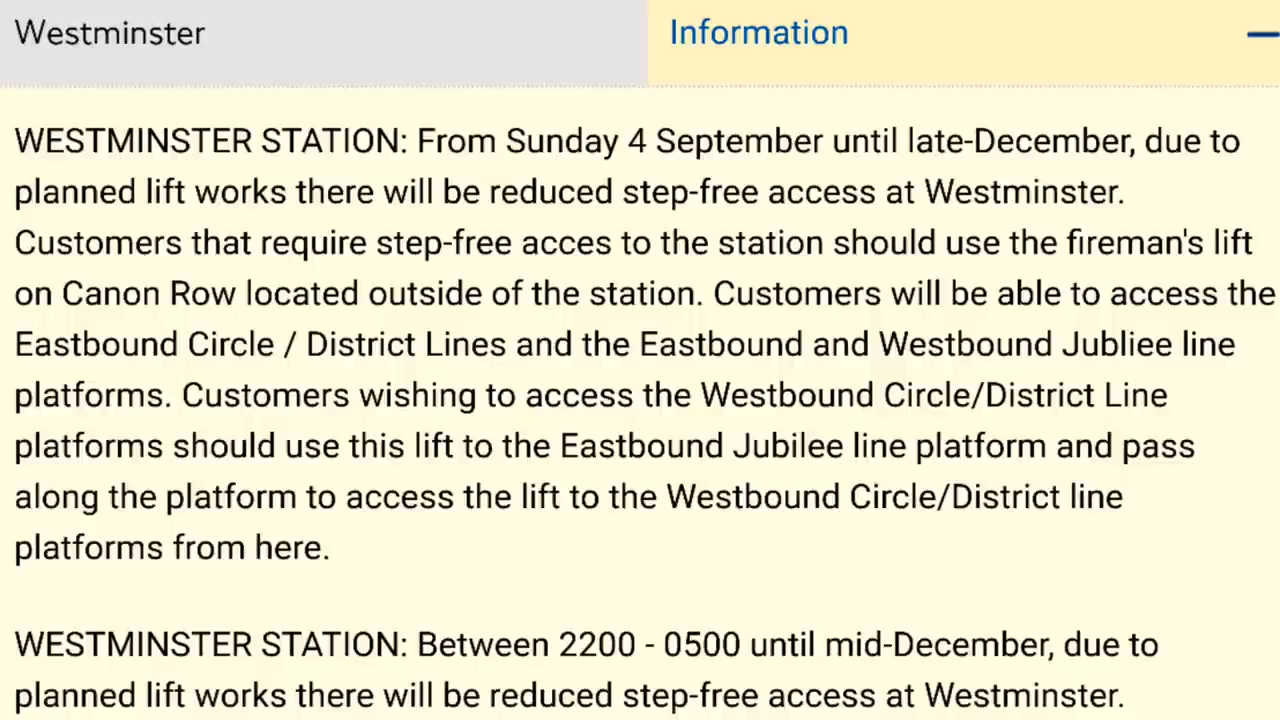 Westminster
Information
WESTMINSTER STATION: From Sunday 4 September until late-December, due to
planned lift works there will be reduced step-free access at Westminster.
Customers that require step-free acces to the station should use the fireman's lift
on Canon Row located outside of the station. Customers will be able to access the
Eastbound Circle / District Lines and the Eastbound and Westbound Jubliee line
platforms. Customers wishing to access the Westbound Circle/District Line
platforms should use this lift to the Eastbound Jubilee line platform and pass
along the platform to access the lift to the Westbound Circle/District line
platforms from here.
WESTMINSTER STATION: Between 2200 - 0500 until mid-December, due to
planned lift works there will be reduced step-free access at Westminster.